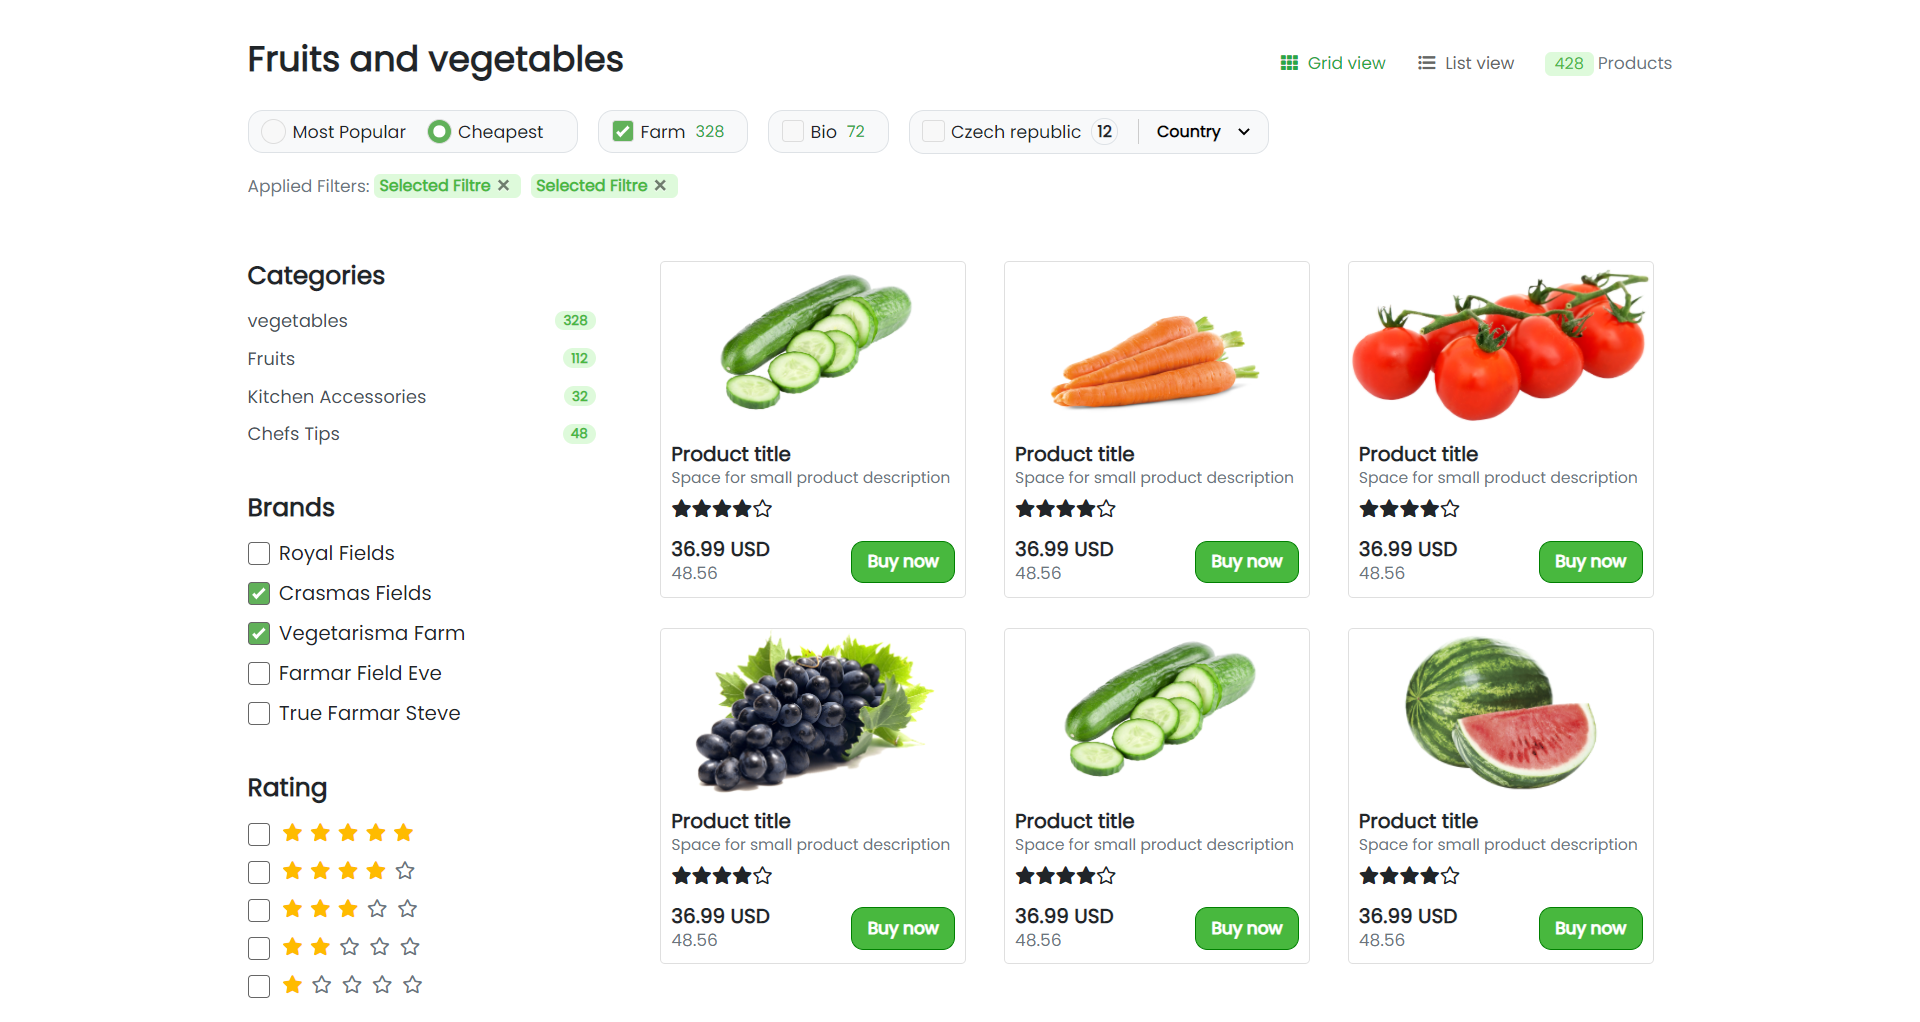 Fruits and vegetables
Grid view
List view
428 Products
Most Popular
Cheapest
Farm 328
Bio 72
Czech republic 12
Country
Applied Filters: Selected Filtre ✕ Selected Filtre ✕
Categories
vegetables 328
Fruits 112
Kitchen Accessories 32
Chefs Tips 48
Brands
Royal Fields
Crasmas Fields
Vegetarisma Farm
Farmar Field Eve
True Farmar Steve
Rating
Product title
Space for small product description
36.99 USD
48.56
Buy now
Product title
Space for small product description
36.99 USD
48.56
Buy now
Product title
Space for small product description
36.99 USD
48.56
Buy now
Product title
Space for small product description
36.99 USD
48.56
Buy now
Product title
Space for small product description
36.99 USD
48.56
Buy now
Product title
Space for small product description
36.99 USD
48.56
Buy now